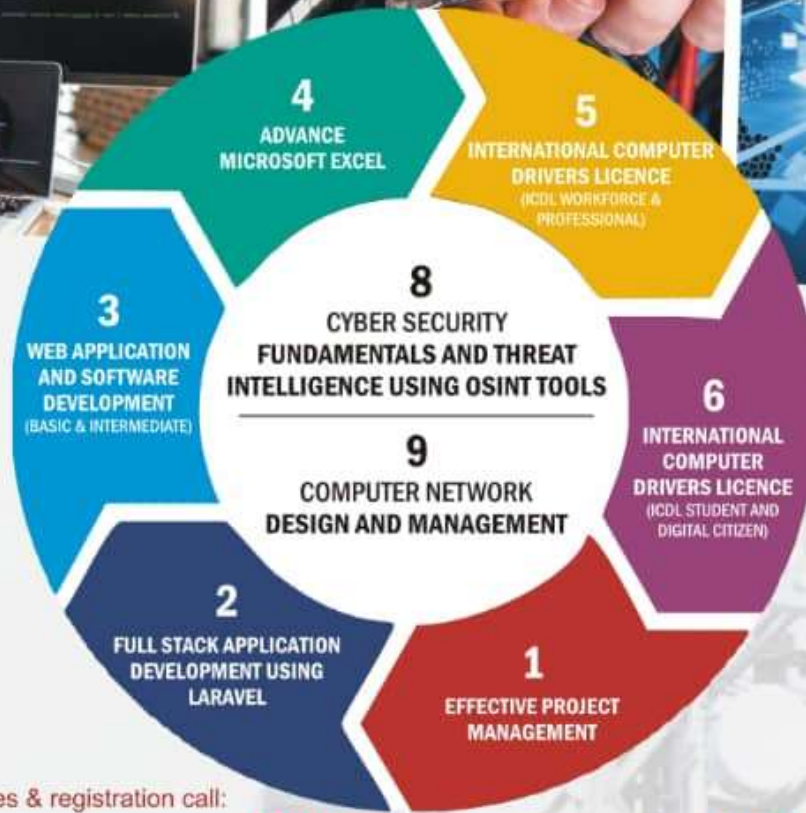 4
ADVANCE
MICROSOFT EXCEL
5
INTERNATIONAL COMPUTER
DRIVERS LICENCE
(ICDL WORKFORCE &
PROFESSIONAL)
3
WEB APPLICATION
AND SOFTWARE
DEVELOPMENT
(BASIC & INTERMEDIATE)
8
CYBER SECURITY
FUNDAMENTALS AND THREAT
INTELLIGENCE USING OSINT TOOLS
9
COMPUTER NETWORK
DESIGN AND MANAGEMENT
6
INTERNATIONAL
COMPUTER
DRIVERS LICENCE
(ICDL STUDENT AND
DIGITAL CITIZEN)
2
FULL STACK APPLICATION
DEVELOPMENT USING
LARAVEL
1
EFFECTIVE PROJECT
MANAGEMENT
& registration call: